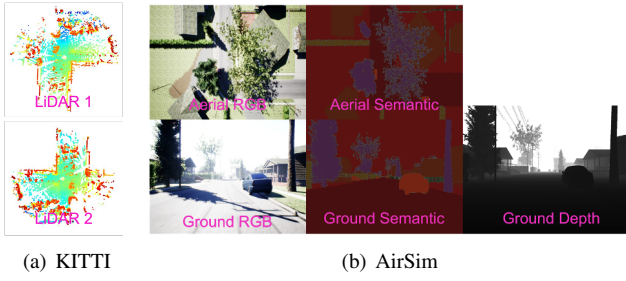 LiDAR 1
Aerial RGB
Aerial Semantic
LiDAR 2
Ground RGB
Ground Semantic
Ground Depth
(a) KITTI
(b) AirSim